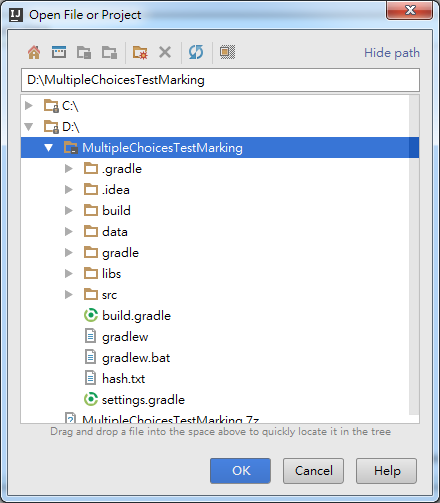 IJ Open File or Project
Hide path
D:\MultipleChoicesTestMarking
C:\
D:\
MultipleChoicesTestMarking
.gradle
.idea
build
data
gradle
libs
src
build.gradle
gradlew
gradlew.bat
hash.txt
settings.gradle
MultipleChoicesTestMarking.7z
Drag and drop a file into the space above to quickly locate it in the tree
OK Cancel Help